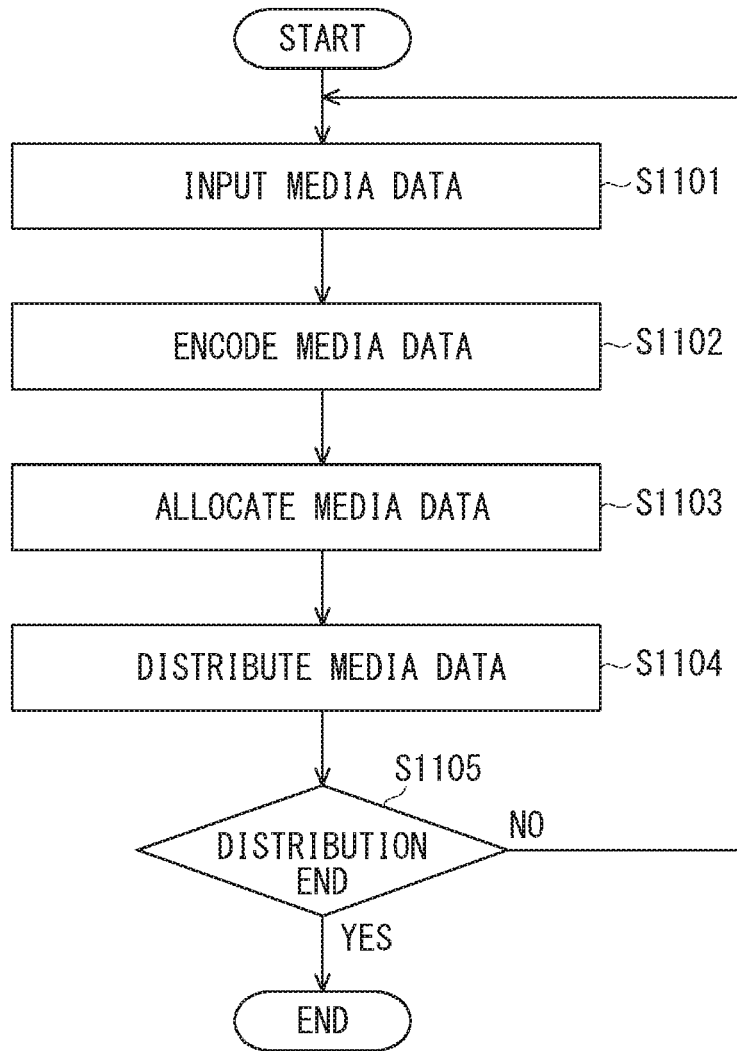 START
INPUT MEDIA DATA
S1101
ENCODE MEDIA DATA
S1102
ALLOCATE MEDIA DATA
S1103
DISTRIBUTE MEDIA DATA
S1104
S1105
DISTRIBUTION
END
NO
YES
END